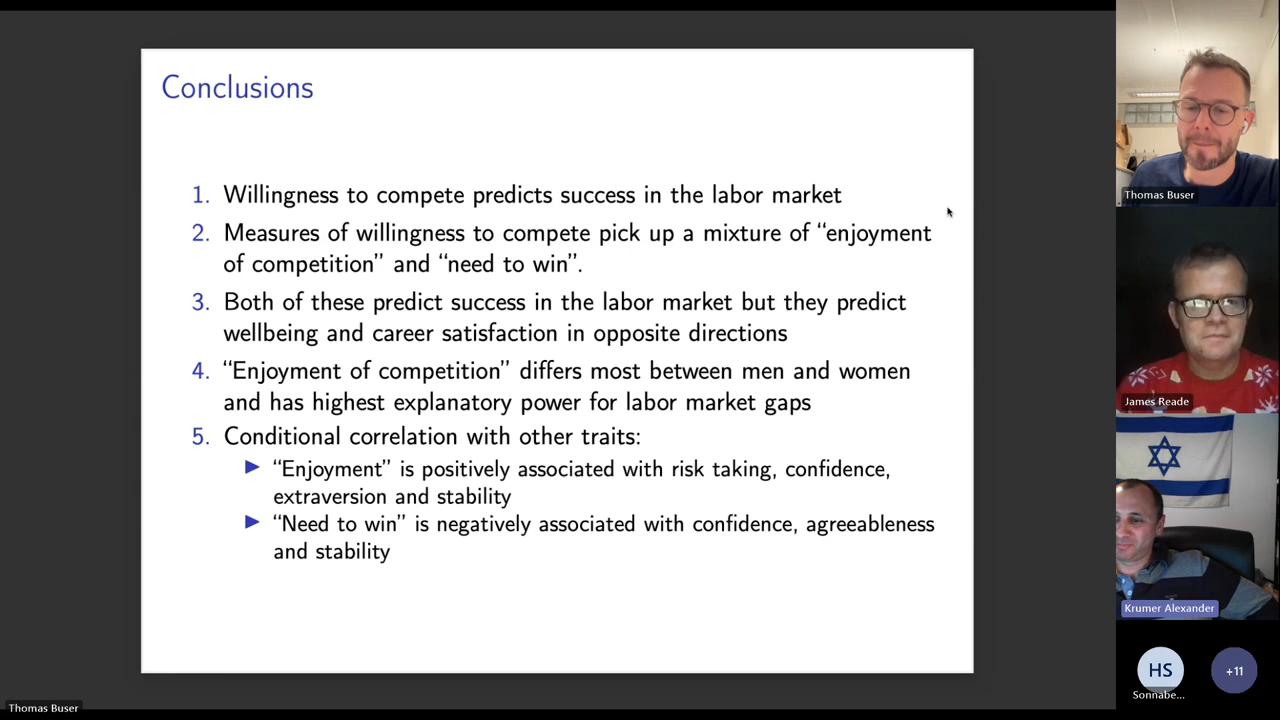 Conclusions
1. Willingness to compete predicts success in the labor market
2. Measures of willingness to compete pick up a mixture of “enjoyment
of competition” and “need to win”.
3. Both of these predict success in the labor market but they predict
wellbeing and career satisfaction in opposite directions
4. “Enjoyment of competition” differs most between men and women
and has highest explanatory power for labor market gaps
5. Conditional correlation with other traits:
▶ “Enjoyment” is positively associated with risk taking, confidence,
extraversion and stability
▶ “Need to win” is negatively associated with confidence, agreeableness
and stability
Thomas Buser
James Reade
Krumer Alexander
HS
Sonnabe...
+11
Thomas Buser